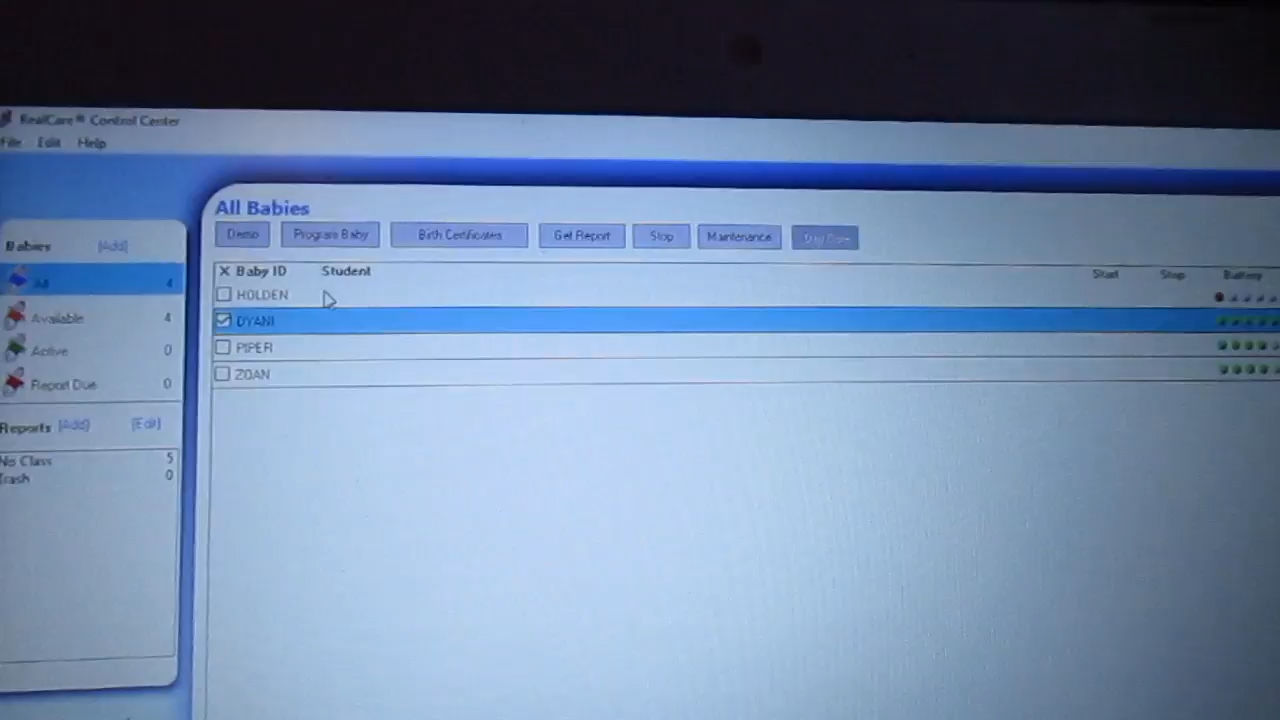 RealCare® Control Center
File Edit Help
All Babies
Demo Program Baby Birth Certificates Get Report Stop Maintenance Day Care
Babies [Add]
All 4
Available 4
Active 0
Report Due 0
Reports [Add] [Edit]
No Class 5
Trash 0
X Baby ID Student Start Stop Battery
HOLDEN
DYANI
PIPER
ZOAN